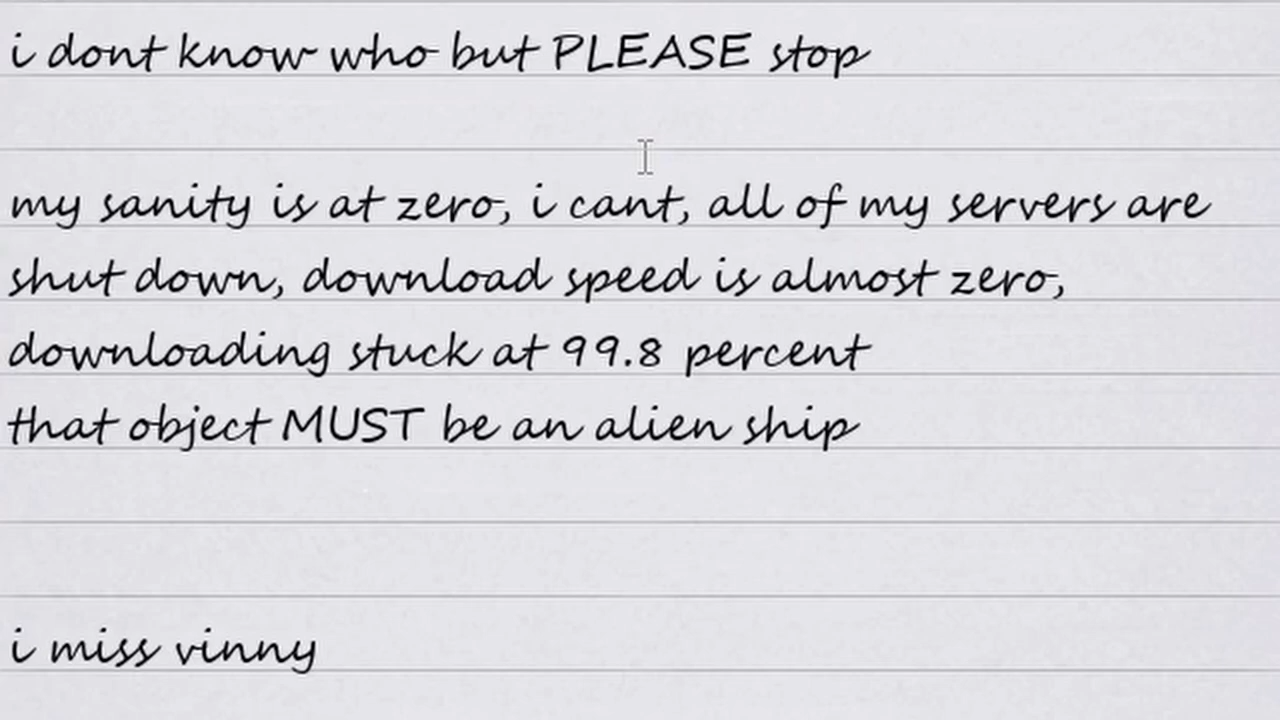 i dont know who but PLEASE stop
my sanity is at zero, i cant, all of my servers are
shut down, download speed is almost zero,
downloading stuck at 99.8 percent
that object MUST be an alien ship
i miss vinny